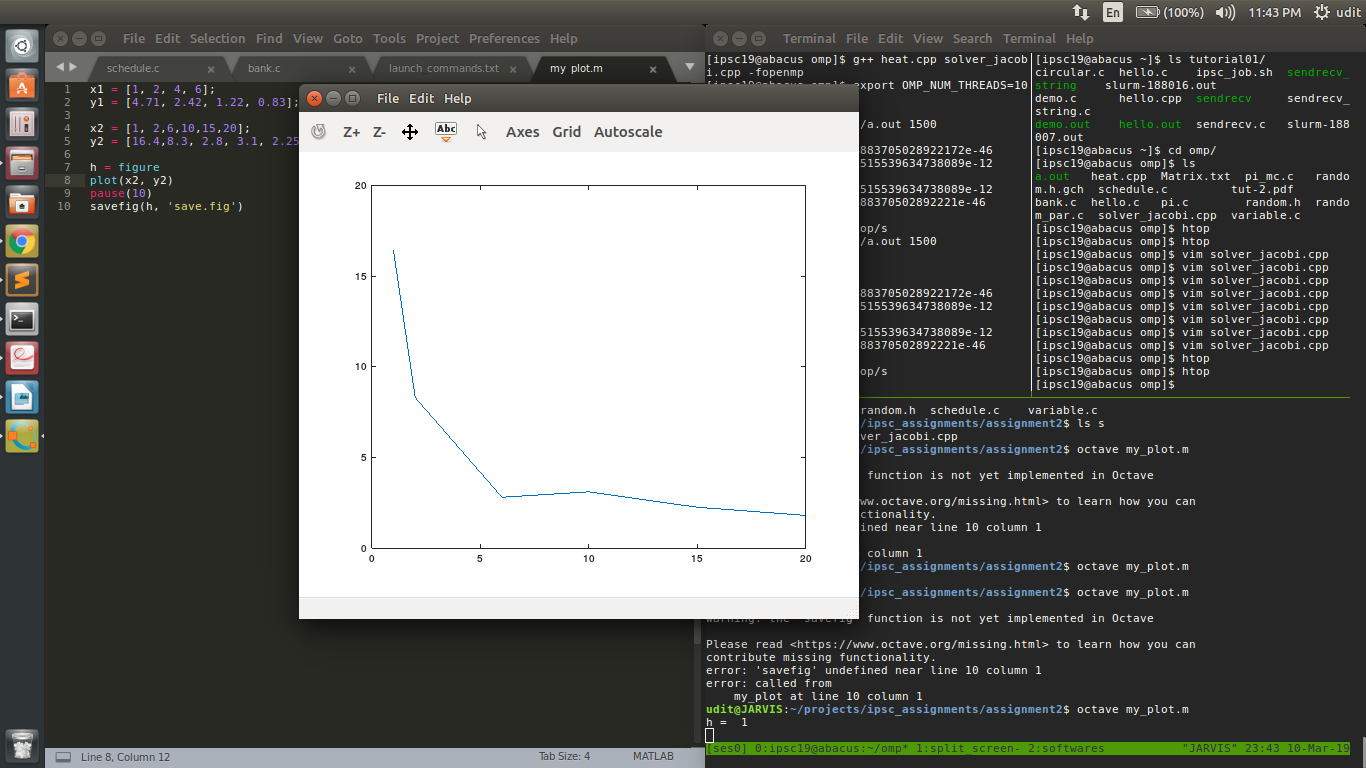 En (100%) 11:43 PM udit
File Edit Selection Find View Goto Tools Project Preferences Help
schedule.c bank.c launch commands.txt my plot.m
1 x1 = [1, 2, 4, 6];
2 y1 = [4.71, 2.42, 1.22, 0.83];
3
4 x2 = [1, 2,6,10,15,20];
5 y2 = [16.4,8.3, 2.8, 3.1, 2.25
6
7 h = figure
8 plot(x2, y2)
9 pause(10)
10 savefig(h, 'save.fig')
Line 8, Column 12 Tab Size: 4 MATLAB
File Edit Help
Z+ Z- Abc Axes Grid Autoscale
20
15
10
5
0
0 5 10 15 20
Terminal File Edit View Search Terminal Help
[ipsc19@abacus omp]$ g++ heat.cpp solver_jacob
i.cpp -fopenmp
export OMP_NUM_THREADS=10
/a.out 1500
883705028922172e-46
515539634738089e-12
515539634738089e-12
88370502892221e-46
op/s
/a.out 1500
883705028922172e-46
515539634738089e-12
515539634738089e-12
88370502892221e-46
op/s
[ipsc19@abacus ~]$ ls tutorial01/
circular.c hello.c ipsc_job.sh sendrecv_
string slurm-188016.out
demo.c hello.cpp sendrecv sendrecv_
string.c
demo.out hello.out sendrecv.c slurm-188
007.out
[ipsc19@abacus ~]$ cd omp/
[ipsc19@abacus omp]$ ls
a.out heat.cpp Matrix.txt pi_mc.c rando
m.h.gch schedule.c tut-2.pdf
bank.c hello.c pi.c random.h rando
m_par.c solver_jacobi.cpp variable.c
[ipsc19@abacus omp]$ htop
[ipsc19@abacus omp]$ htop
[ipsc19@abacus omp]$ vim solver_jacobi.cpp
[ipsc19@abacus omp]$ vim solver_jacobi.cpp
[ipsc19@abacus omp]$ vim solver_jacobi.cpp
[ipsc19@abacus omp]$ vim solver_jacobi.cpp
[ipsc19@abacus omp]$ vim solver_jacobi.cpp
[ipsc19@abacus omp]$ vim solver_jacobi.cpp
[ipsc19@abacus omp]$ vim solver_jacobi.cpp
[ipsc19@abacus omp]$ vim solver_jacobi.cpp
[ipsc19@abacus omp]$ htop
[ipsc19@abacus omp]$ htop
[ipsc19@abacus omp]$
random.h schedule.c variable.c
/ipsc_assignments/assignment2$ ls s
ver_jacobi.cpp
/ipsc_assignments/assignment2$ octave my_plot.m
function is not yet implemented in Octave
ww.octave.org/missing.html> to learn how you can
ctionality.
ined near line 10 column 1
column 1
/ipsc_assignments/assignment2$ octave my_plot.m
/ipsc_assignments/assignment2$ octave my_plot.m
warning: the 'savefig' function is not yet implemented in Octave
Please read <https://www.octave.org/missing.html> to learn how you can
contribute missing functionality.
error: 'savefig' undefined near line 10 column 1
error: called from
my_plot at line 10 column 1
udit@JARVIS:~/projects/ipsc_assignments/assignment2$ octave my_plot.m
h = 1
[ses0] 0:ipsc19@abacus:~/omp* 1:split_screen- 2:softwares "JARVIS" 23:43 10-Mar-19